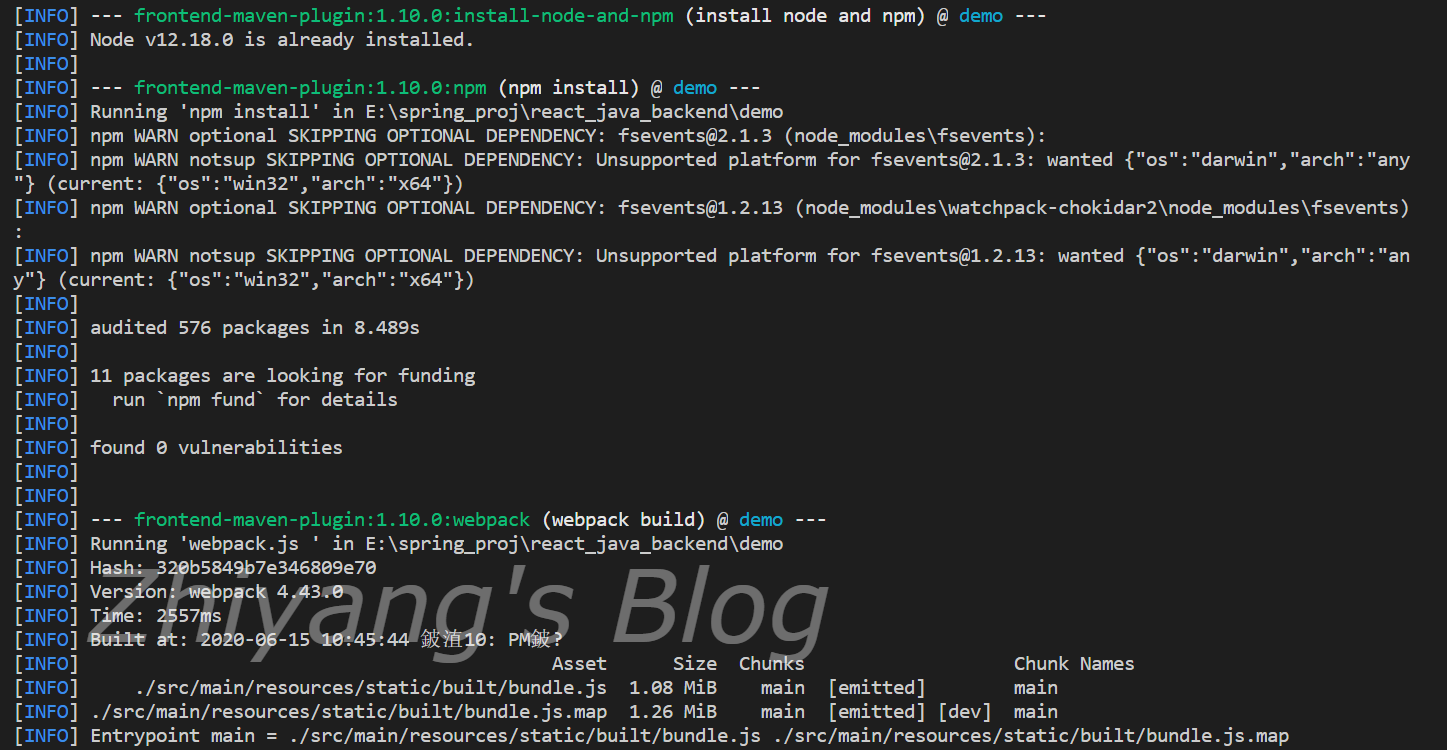 [INFO] --- frontend-maven-plugin:1.10.0:install-node-and-npm (install node and npm) @ demo ---
[INFO] Node v12.18.0 is already installed.
[INFO]
[INFO] --- frontend-maven-plugin:1.10.0:npm (npm install) @ demo ---
[INFO] Running 'npm install' in E:\spring_proj\react_java_backend\demo
[INFO] npm WARN optional SKIPPING OPTIONAL DEPENDENCY: fsevents@2.1.3 (node_modules\fsevents):
[INFO] npm WARN notsup SKIPPING OPTIONAL DEPENDENCY: Unsupported platform for fsevents@2.1.3: wanted {"os":"darwin","arch":"any
"} (current: {"os":"win32","arch":"x64"})
[INFO] npm WARN optional SKIPPING OPTIONAL DEPENDENCY: fsevents@1.2.13 (node_modules\watchpack-chokidar2\node_modules\fsevents)
:
[INFO] npm WARN notsup SKIPPING OPTIONAL DEPENDENCY: Unsupported platform for fsevents@1.2.13: wanted {"os":"darwin","arch":"an
y"} (current: {"os":"win32","arch":"x64"})
[INFO]
[INFO] audited 576 packages in 8.489s
[INFO]
[INFO] 11 packages are looking for funding
[INFO]   run `npm fund` for details
[INFO]
[INFO] found 0 vulnerabilities
[INFO]
[INFO]
[INFO] --- frontend-maven-plugin:1.10.0:webpack (webpack build) @ demo ---
[INFO] Running 'webpack.js ' in E:\spring_proj\react_java_backend\demo
[INFO] Hash: 320b5849b7e346809e70
[INFO] Version: webpack 4.43.0
[INFO] Time: 2557ms
[INFO] Built at: 2020-06-15 10:45:44 鈹洷10: PM鈹?
[INFO] Asset Size Chunks Chunk Names
[INFO] ./src/main/resources/static/built/bundle.js 1.08 MiB main [emitted] main
[INFO] ./src/main/resources/static/built/bundle.js.map 1.26 MiB main [emitted] [dev] main
[INFO] Entrypoint main = ./src/main/resources/static/built/bundle.js ./src/main/resources/static/built/bundle.js.map
Zhiyang's Blog